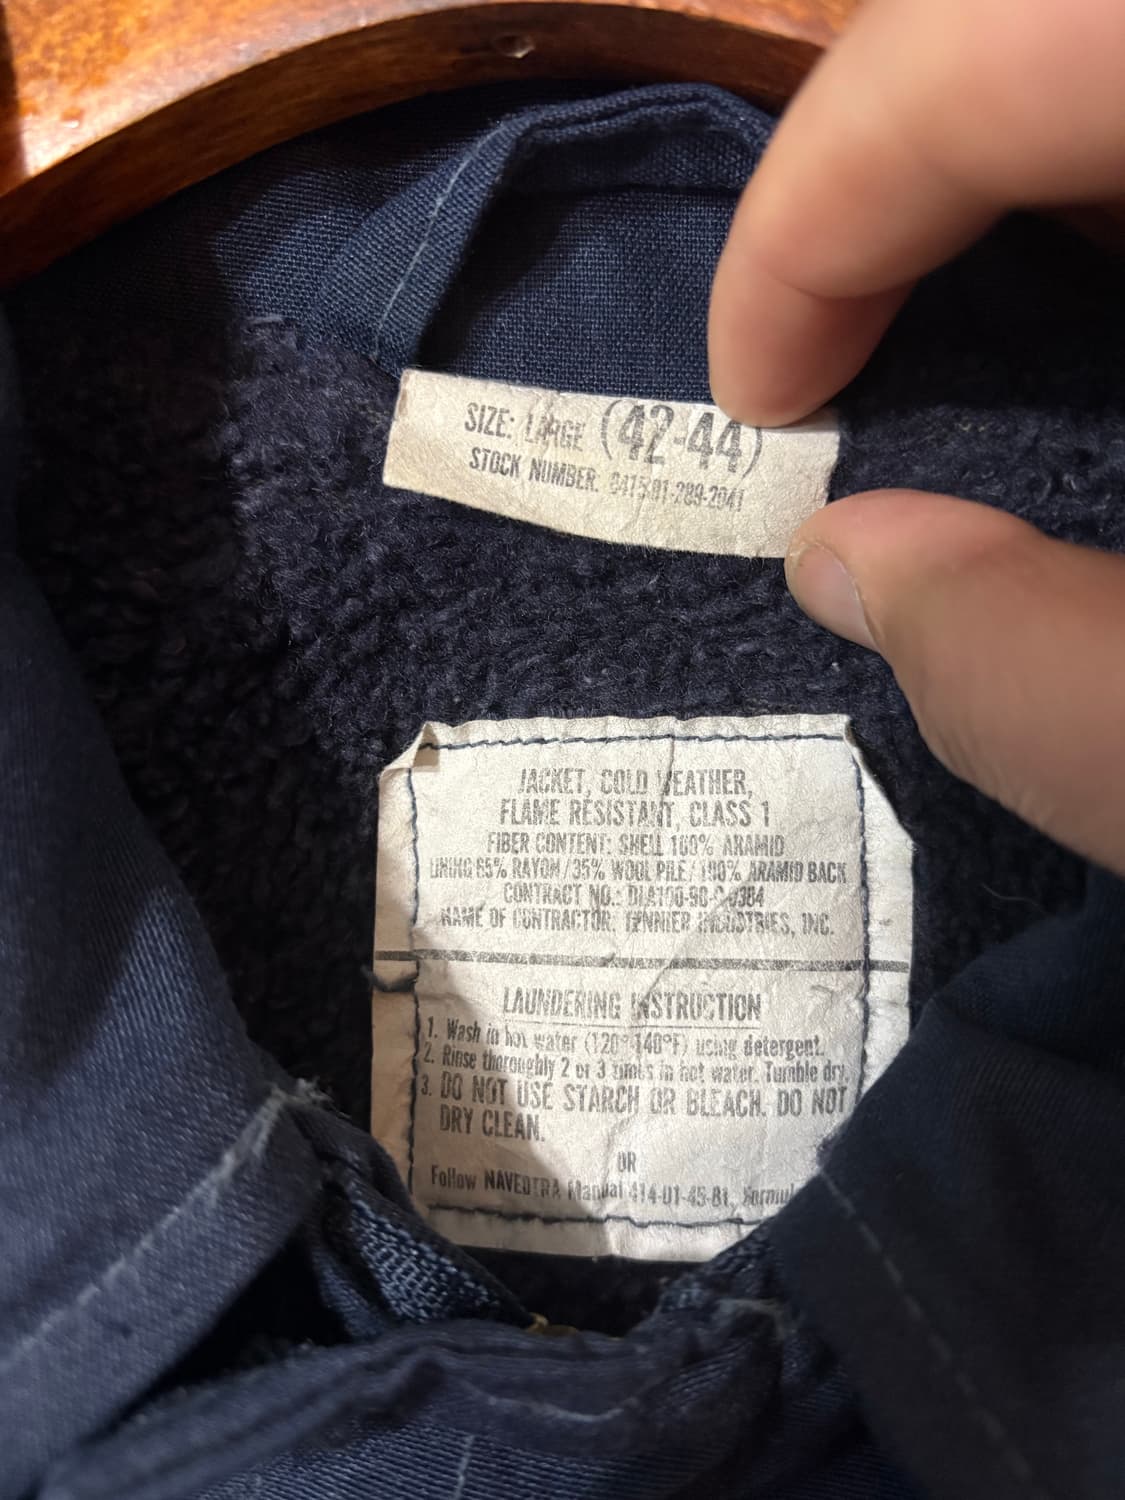 SIZE: LARGE (42-44)
STOCK NUMBER: 8415-01-289-2041
JACKET, COLD WEATHER,
FLAME RESISTANT, CLASS 1
FIBER CONTENT: SHELL 100% ARAMID
LINING 65% RAYON/35% WOOL PILE/100% ARAMID BACK
CONTRACT NO.: DLA100-90-C-0384
NAME OF CONTRACTOR: TENNIER INDUSTRIES, INC.
LAUNDERING INSTRUCTION
1. Wash in hot water (120°-140°F) using detergent.
2. Rinse thoroughly 2 or 3 times in hot water. Tumble dry.
3. DO NOT USE STARCH OR BLEACH. DO NOT
DRY CLEAN.
OR
Follow NAVEDTRA Manual 414-01-45-81,